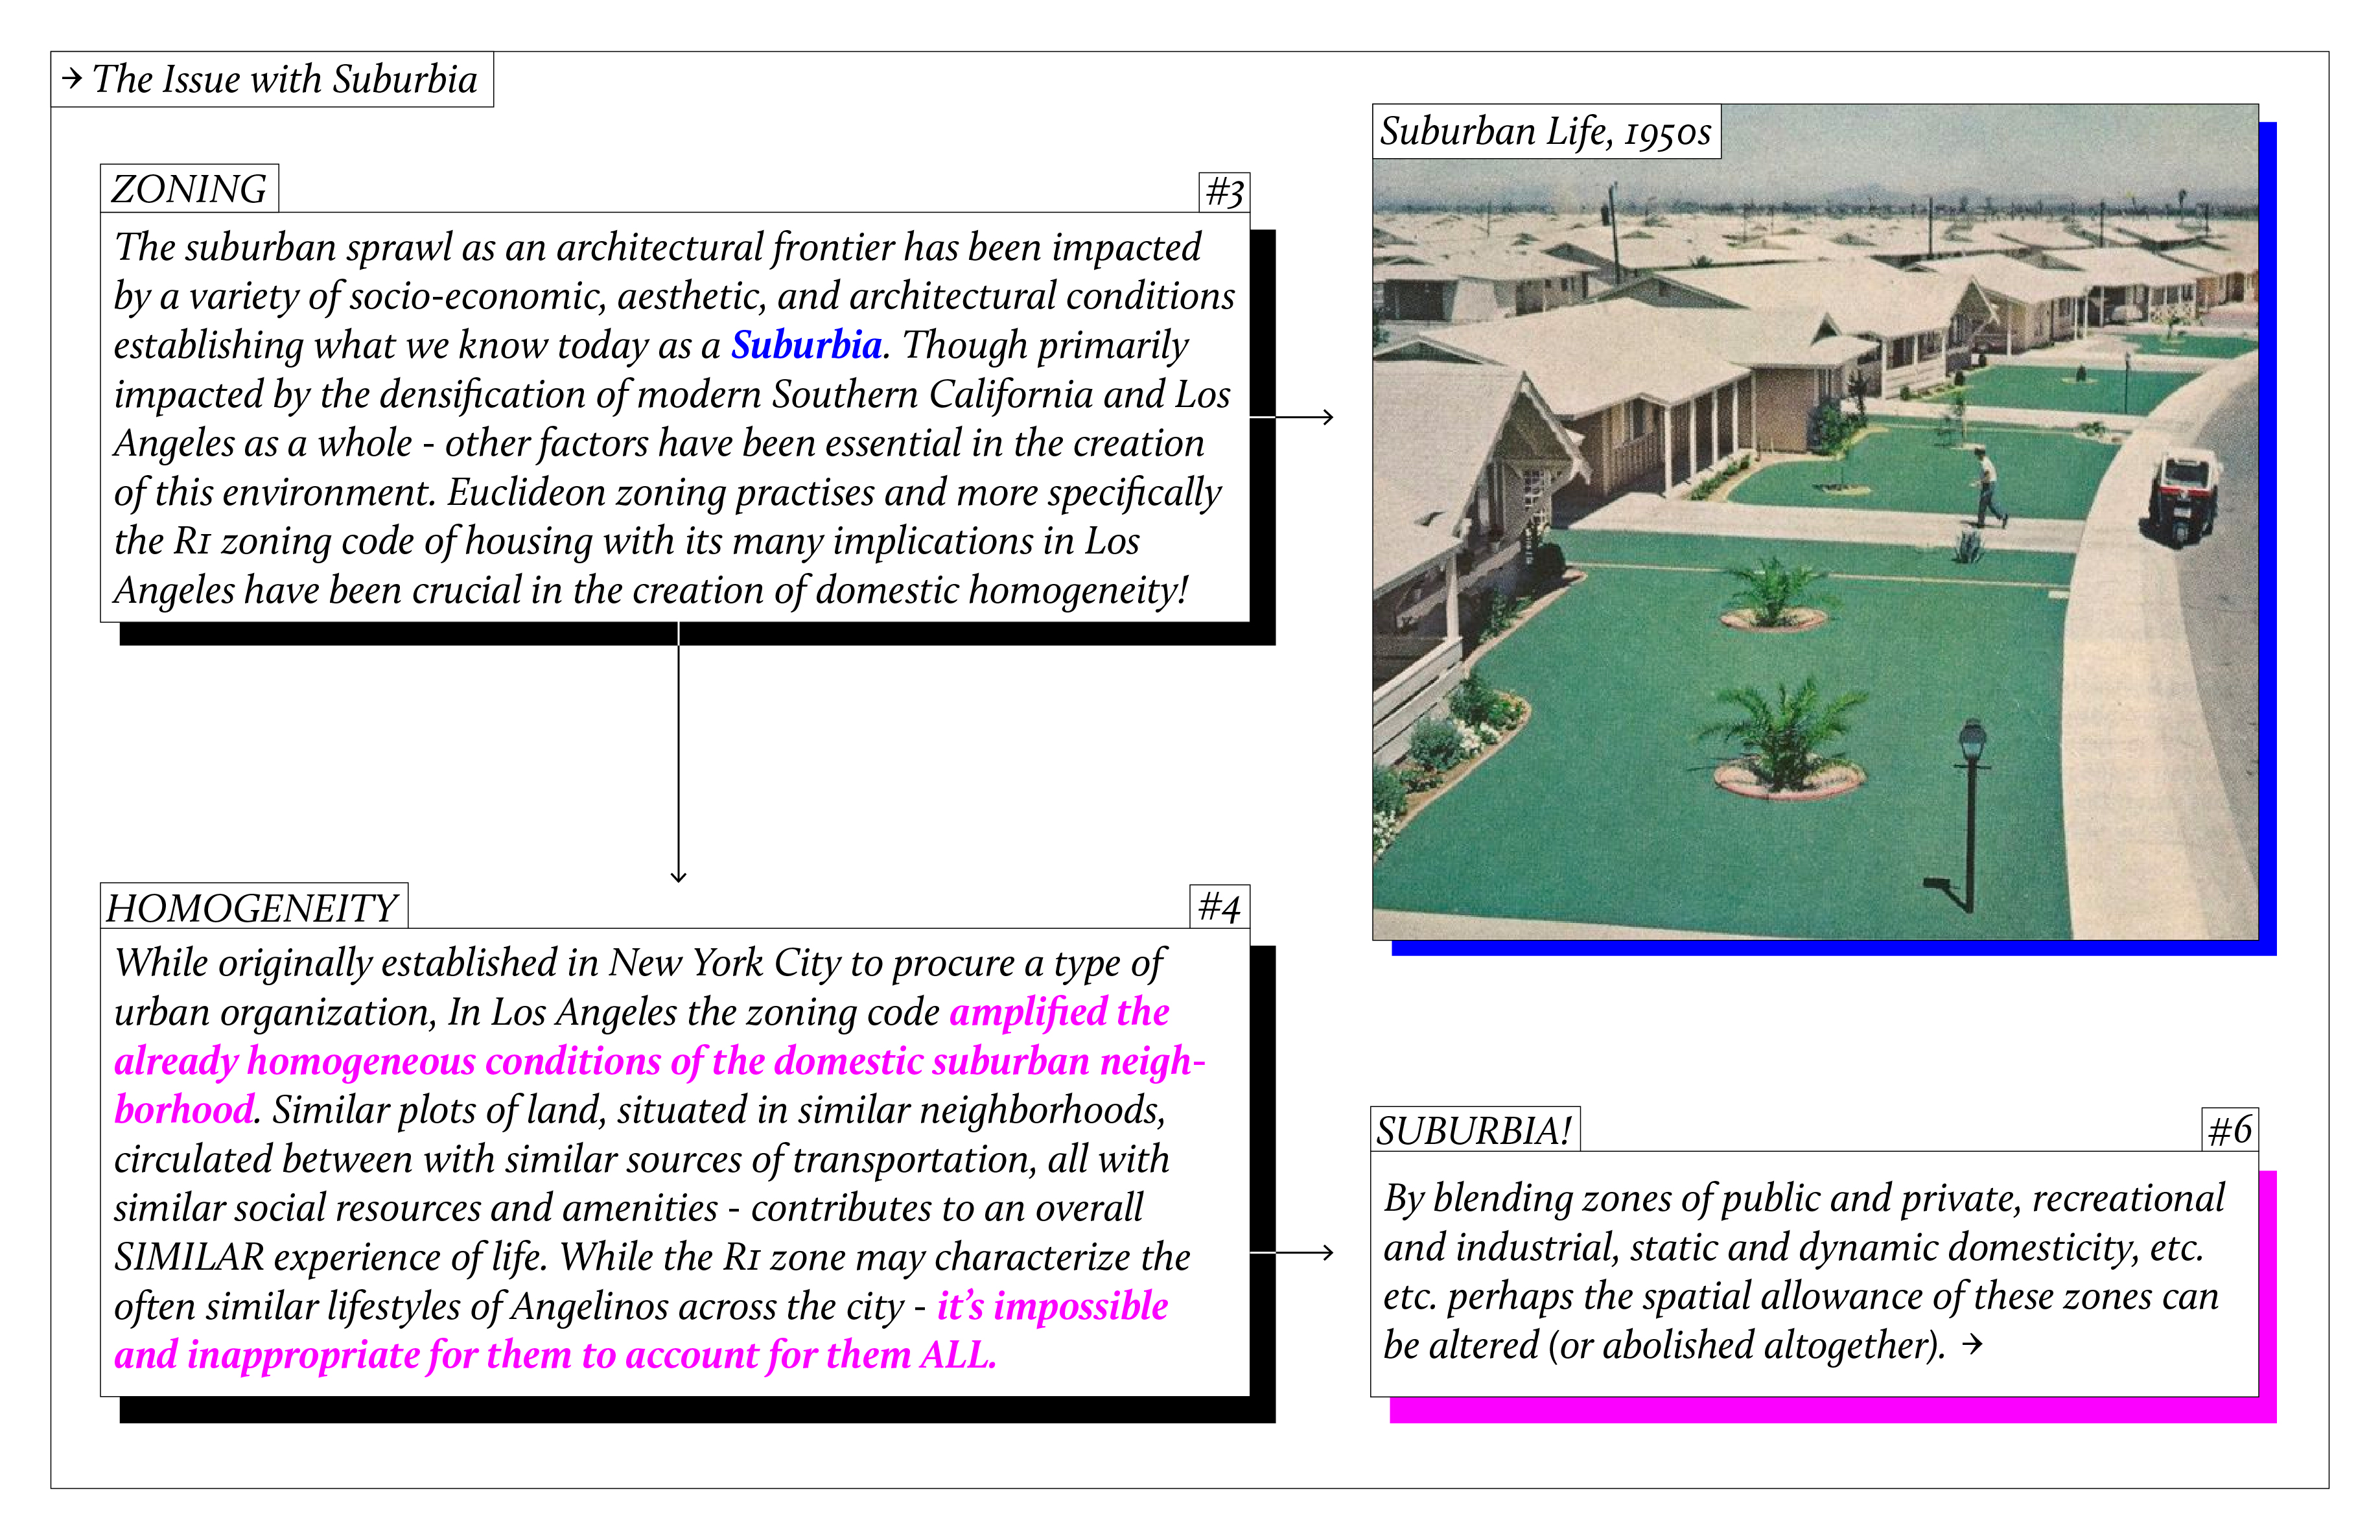 → The Issue with Suburbia
ZONING
#3
The suburban sprawl as an architectural frontier has been impacted
by a variety of socio-economic, aesthetic, and architectural conditions
establishing what we know today as a Suburbia. Though primarily
impacted by the densification of modern Southern California and Los
Angeles as a whole - other factors have been essential in the creation
of this environment. Euclideon zoning practises and more specifically
the R1 zoning code of housing with its many implications in Los
Angeles have been crucial in the creation of domestic homogeneity!
Suburban Life, 1950s
HOMOGENEITY
#4
While originally established in New York City to procure a type of
urban organization, In Los Angeles the zoning code amplified the
already homogeneous conditions of the domestic suburban neigh-
borhood. Similar plots of land, situated in similar neighborhoods,
circulated between with similar sources of transportation, all with
similar social resources and amenities - contributes to an overall
SIMILAR experience of life. While the R1 zone may characterize the
often similar lifestyles of Angelinos across the city - it’s impossible
and inappropriate for them to account for them ALL.
SUBURBIA!
#6
By blending zones of public and private, recreational
and industrial, static and dynamic domesticity, etc.
etc. perhaps the spatial allowance of these zones can
be altered (or abolished altogether). →